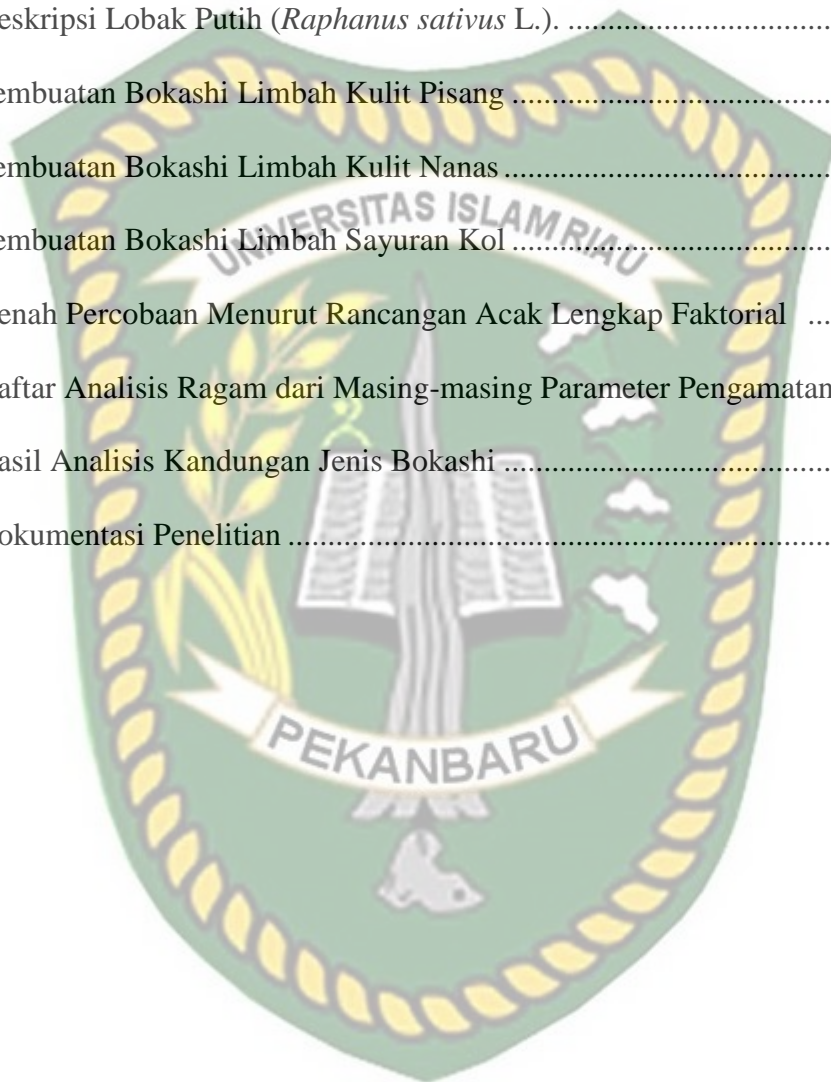 eskripsi Lobak Putih (Raphanus sativus L.). ....................................
embuatan Bokashi Limbah Kulit Pisang ............................................
embuatan Bokashi Limbah Kulit Nanas .............................................
embuatan Bokashi Limbah Sayuran Kol ............................................
UNIVERSITAS ISLAM RIAU
enah Percobaan Menurut Rancangan Acak Lengkap Faktorial ...
aftar Analisis Ragam dari Masing-masing Parameter Pengamatan
asil Analisis Kandungan Jenis Bokashi .............................................
okumentasi Penelitian ......................................................................
PEKANBARU